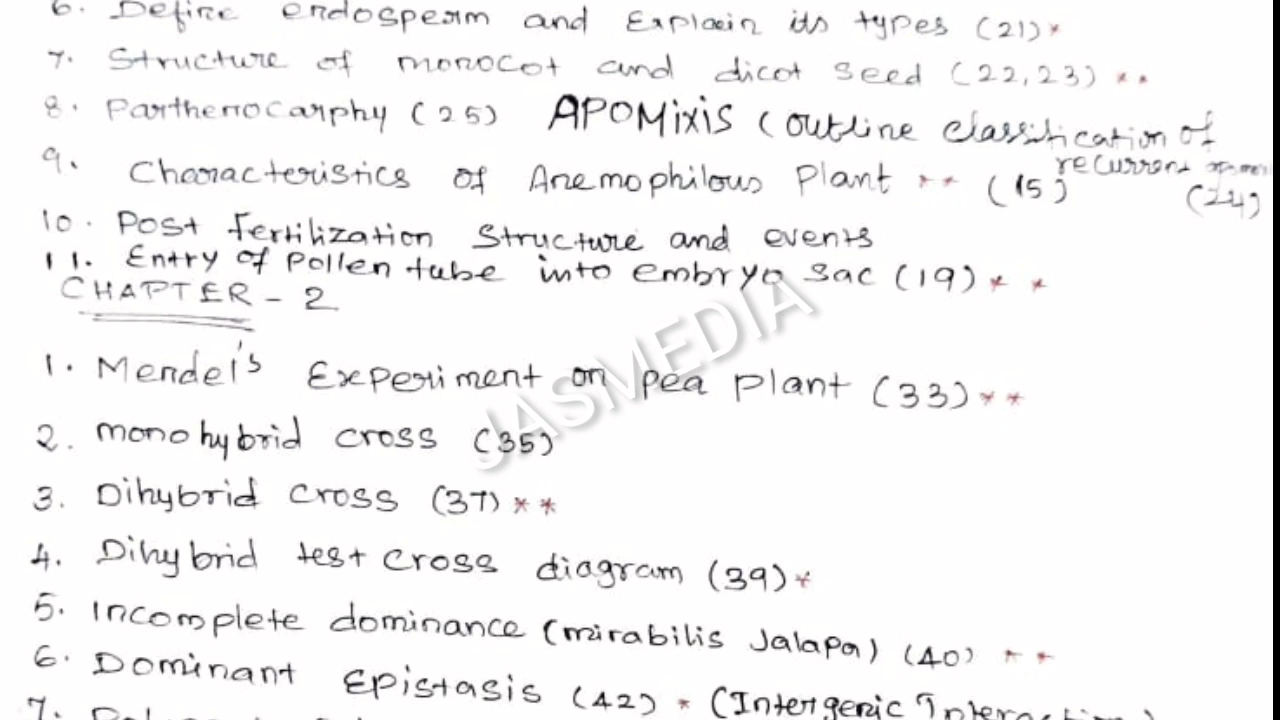 6. Define endosperm and Explain its types (21)*
7. Structure of monocot and dicot seed (22,23) **
8. Parthenocarphy (25) APOMixis (outline classification of
recurrent
(24)
9. Characteristics of Anemophilous Plant ** (15)
10. Post fertilization structure and events
11. Entry of pollen tube into embryo sac (19) **
CHAPTER - 2
1. Mendel's Experiment on pea plant (33)**
2. monohybrid cross (35)
3. Dihybrid cross (37)**
4. Dihybrid test cross diagram (39)*
5. Incomplete dominance (mirabilis Jalapa) (40) **
6. Dominant Epistasis (42) * (Intergenic Interaction)
7.
JASMEDIA